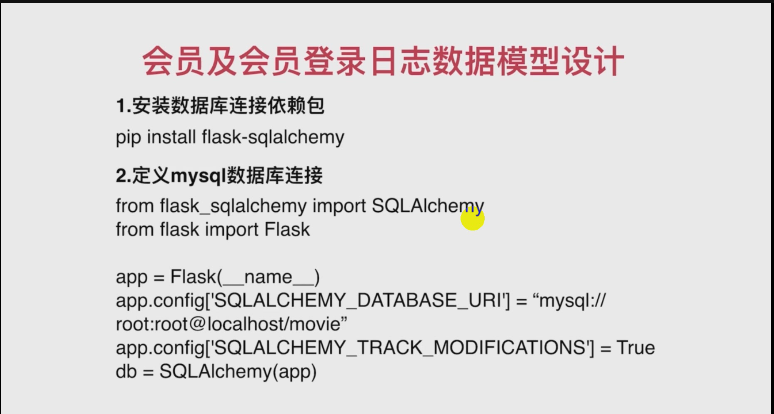 会员及会员登录日志数据模型设计
1.安装数据库连接依赖包
pip install flask-sqlalchemy
2.定义mysql数据库连接
from flask_sqlalchemy import SQLAlchemy
from flask import Flask
app = Flask(__name__)
app.config['SQLALCHEMY_DATABASE_URI'] = “mysql://
root:root@localhost/movie”
app.config['SQLALCHEMY_TRACK_MODIFICATIONS'] = True
db = SQLAlchemy(app)